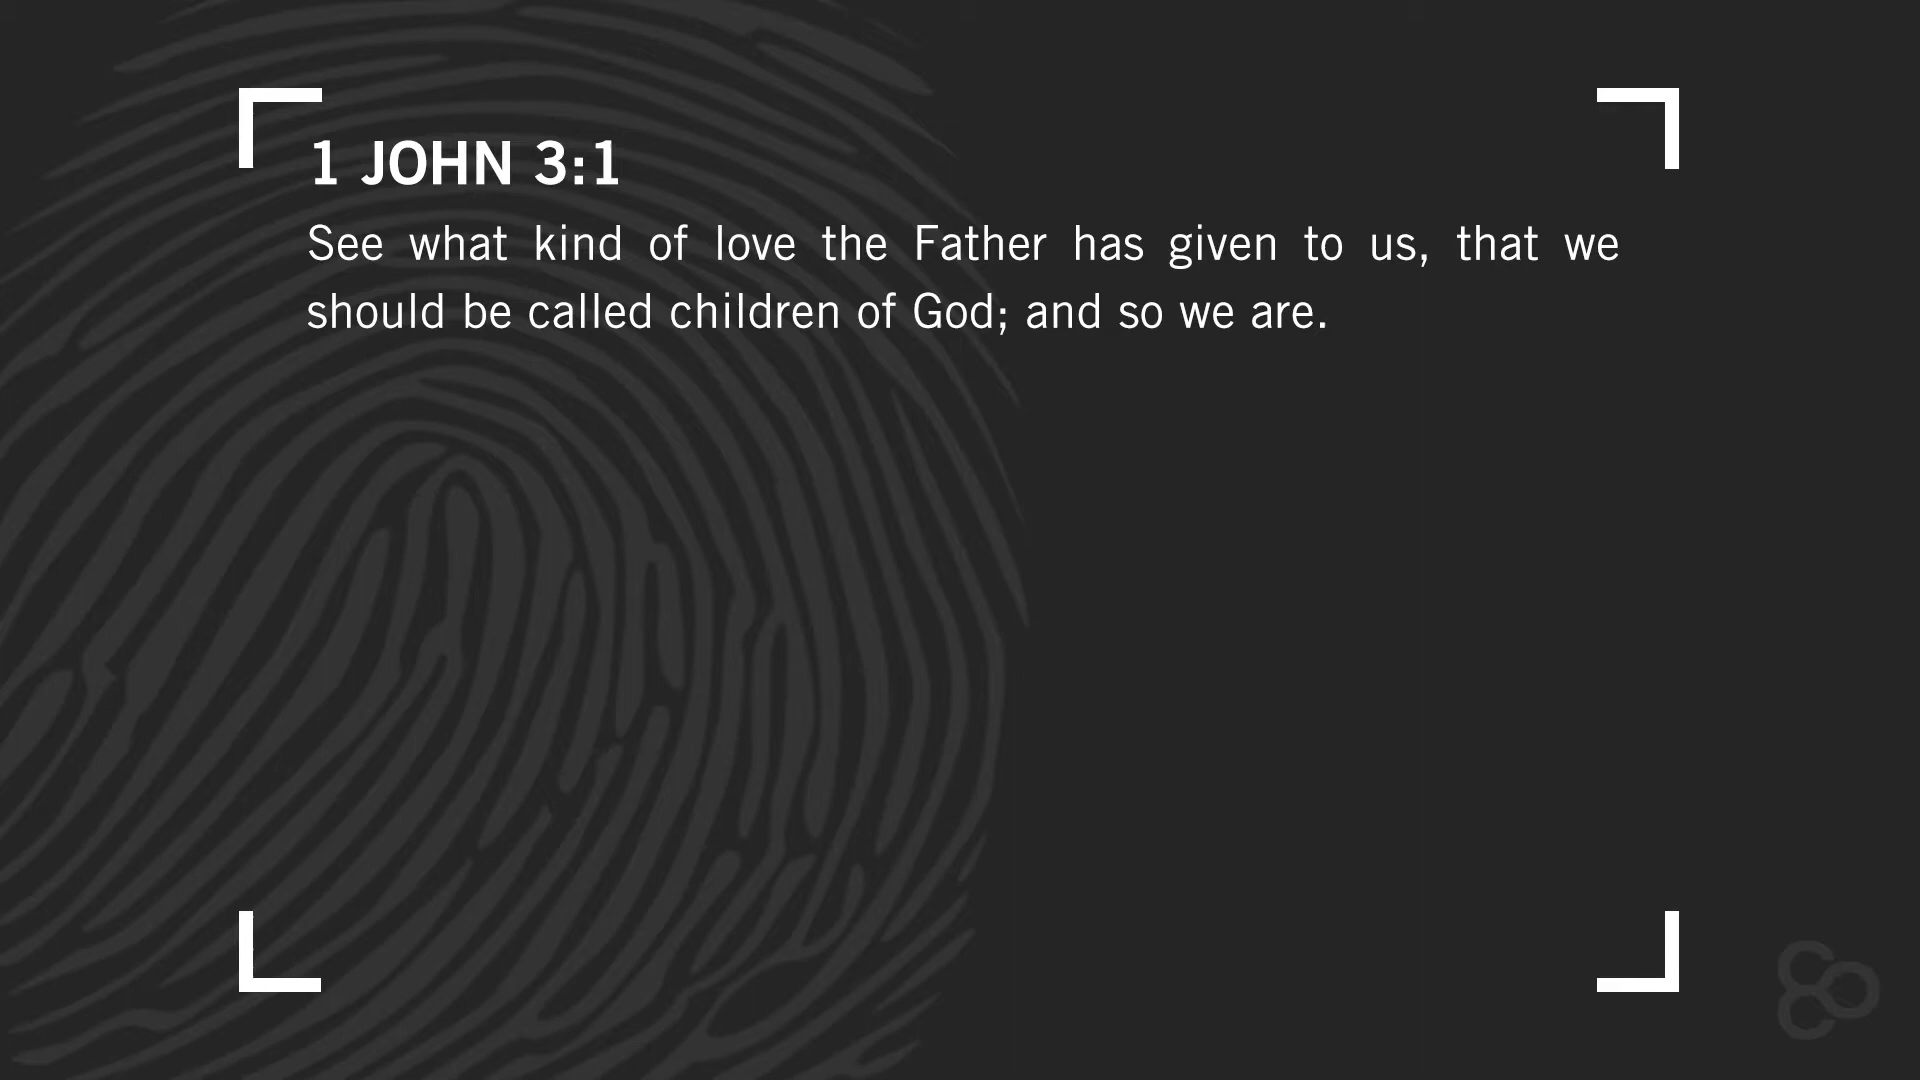 1 JOHN 3:1
See what kind of love the Father has given to us, that we
should be called children of God; and so we are.